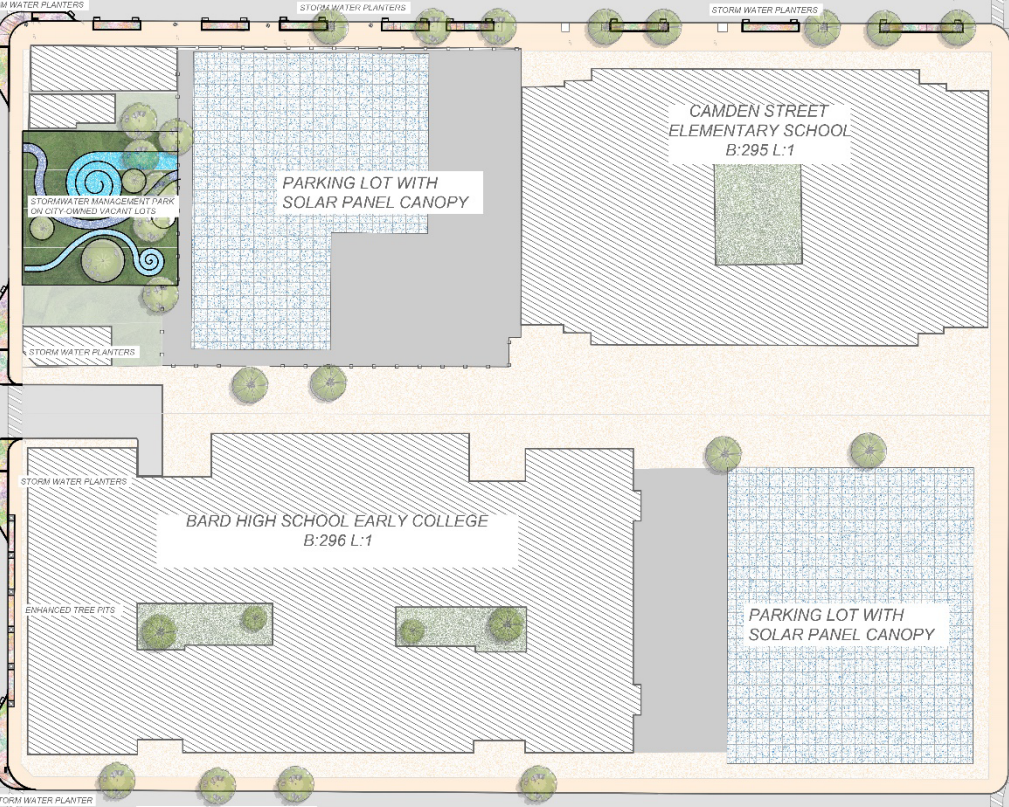 M WATER PLANTERS
STORM WATER PLANTERS
STORM WATER PLANTERS
CAMDEN STREET
ELEMENTARY SCHOOL
B:295 L:1
PARKING LOT WITH
SOLAR PANEL CANOPY
STORMWATER MANAGEMENT PARK
ON CITY-OWNED VACANT LOTS
STORM WATER PLANTERS
STORM WATER PLANTERS
BARD HIGH SCHOOL EARLY COLLEGE
B:296 L:1
ENHANCED TREE PITS
PARKING LOT WITH
SOLAR PANEL CANOPY
TORM WATER PLANTER